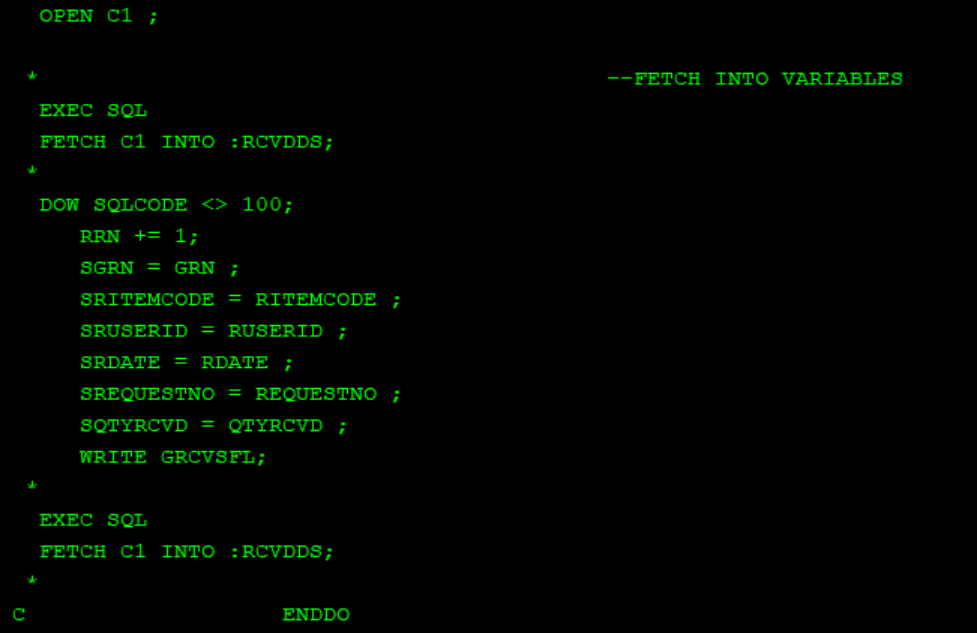 OPEN C1 ;
* --FETCH INTO VARIABLES
EXEC SQL
FETCH C1 INTO :RCVDDS;
*
DOW SQLCODE <> 100;
RRN += 1;
SGRN = GRN ;
SRITEMCODE = RITEMCODE ;
SRUSERID = RUSERID ;
SRDATE = RDATE ;
SREQUESTNO = REQUESTNO ;
SQTYRCVD = QTYRCVD ;
WRITE GRCVSFL;
*
EXEC SQL
FETCH C1 INTO :RCVDDS;
*
C ENDDO